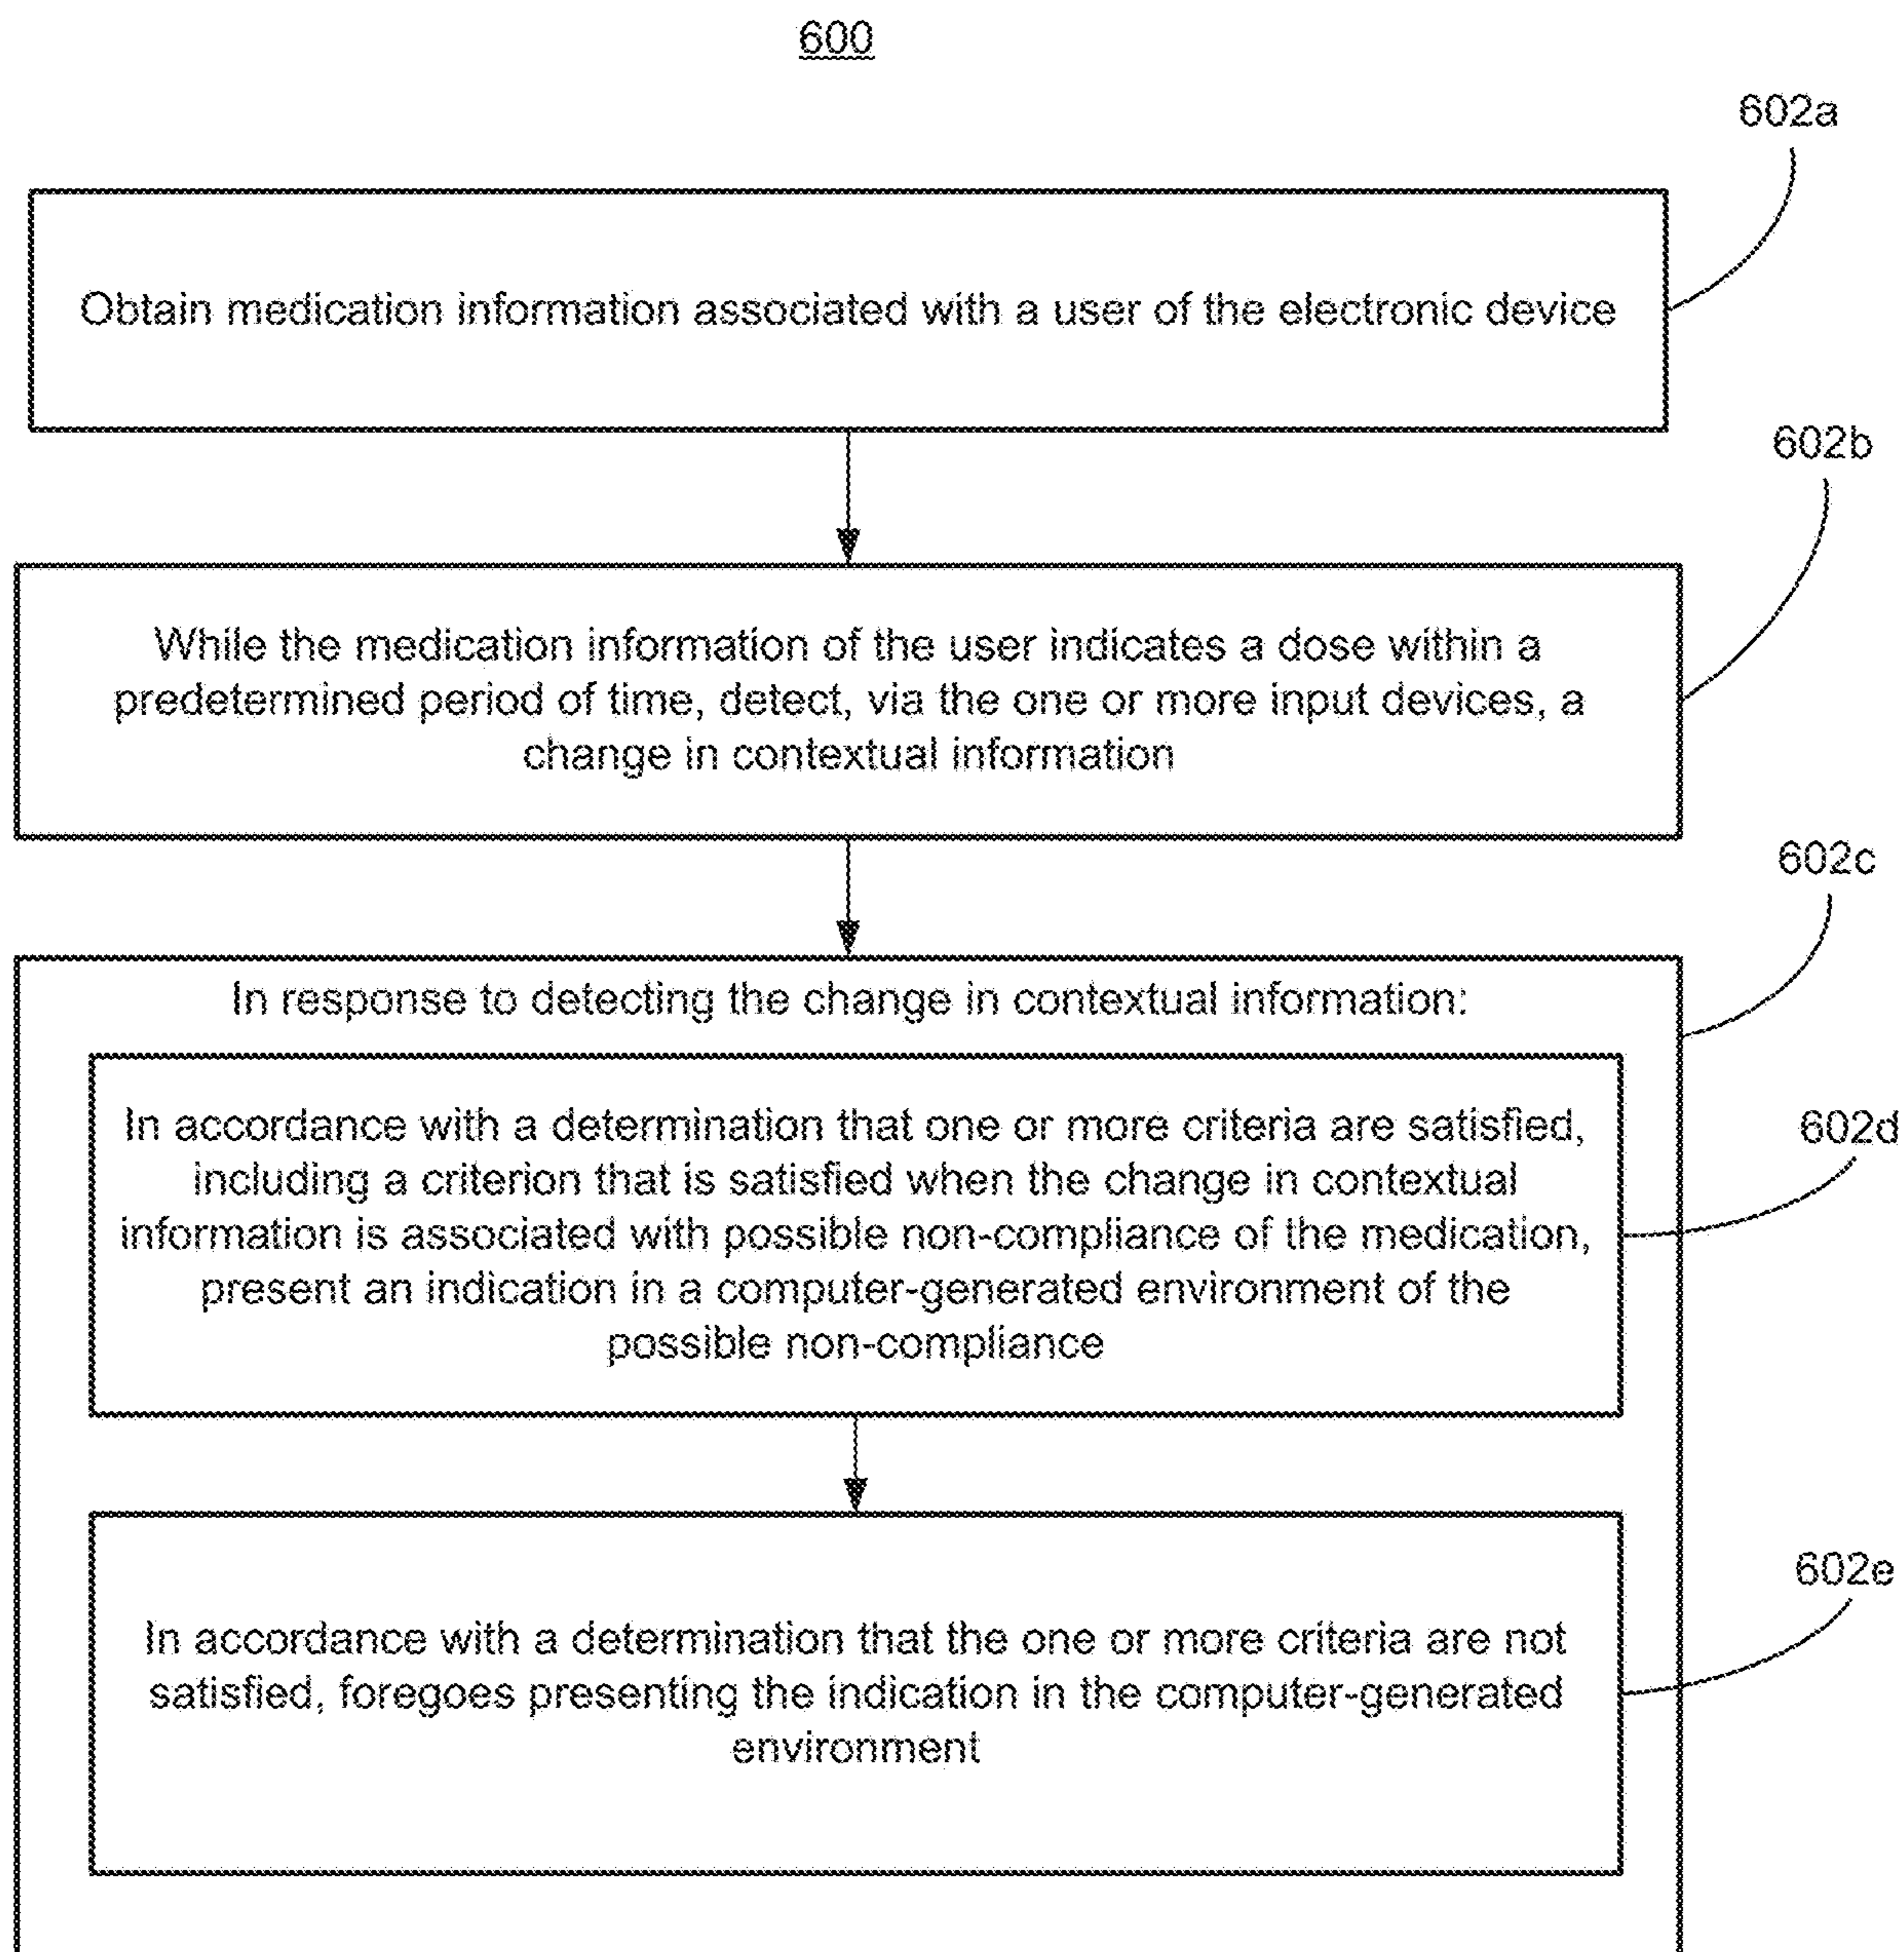 600
602a
Obtain medication information associated with a user of the electronic device
602b
While the medication information of the user indicates a dose within a
predetermined period of time, detect, via the one or more input devices, a
change in contextual information
602c
In response to detecting the change in contextual information:
In accordance with a determination that one or more criteria are satisfied,
including a criterion that is satisfied when the change in contextual
information is associated with possible non-compliance of the medication,
present an indication in a computer-generated environment of the
possible non-compliance
602d
602e
In accordance with a determination that the one or more criteria are not
satisfied, foregoes presenting the indication in the computer-generated
environment